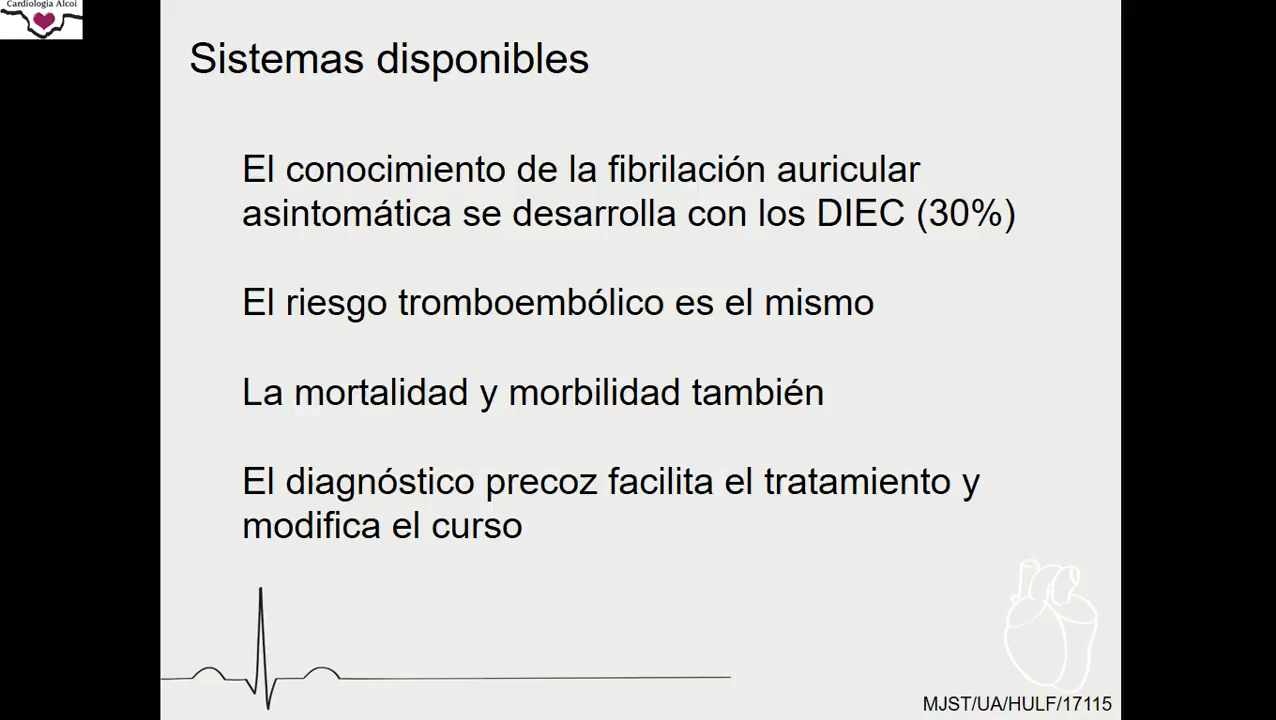 Cardiología Alcoi
Sistemas disponibles
El conocimiento de la fibrilación auricular
asintomática se desarrolla con los DIEC (30%)
El riesgo tromboembólico es el mismo
La mortalidad y morbilidad también
El diagnóstico precoz facilita el tratamiento y
modifica el curso
MJST/UA/HULF/17115